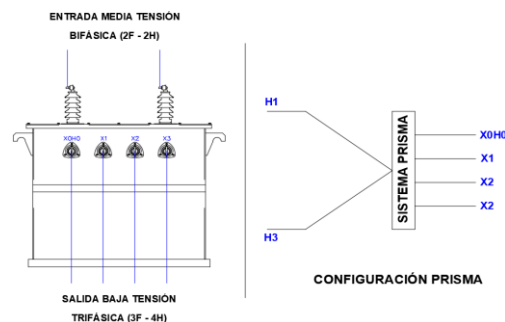 ENTRADA MEDIA TENSIÓN
BIFÁSICA (2F - 2H)
X0H0 X1 X2 X3
SALIDA BAJA TENSIÓN
TRIFÁSICA (3F - 4H)
H1
H3
SISTEMA PRISMA
X0H0
X1
X2
X2
CONFIGURACIÓN PRISMA